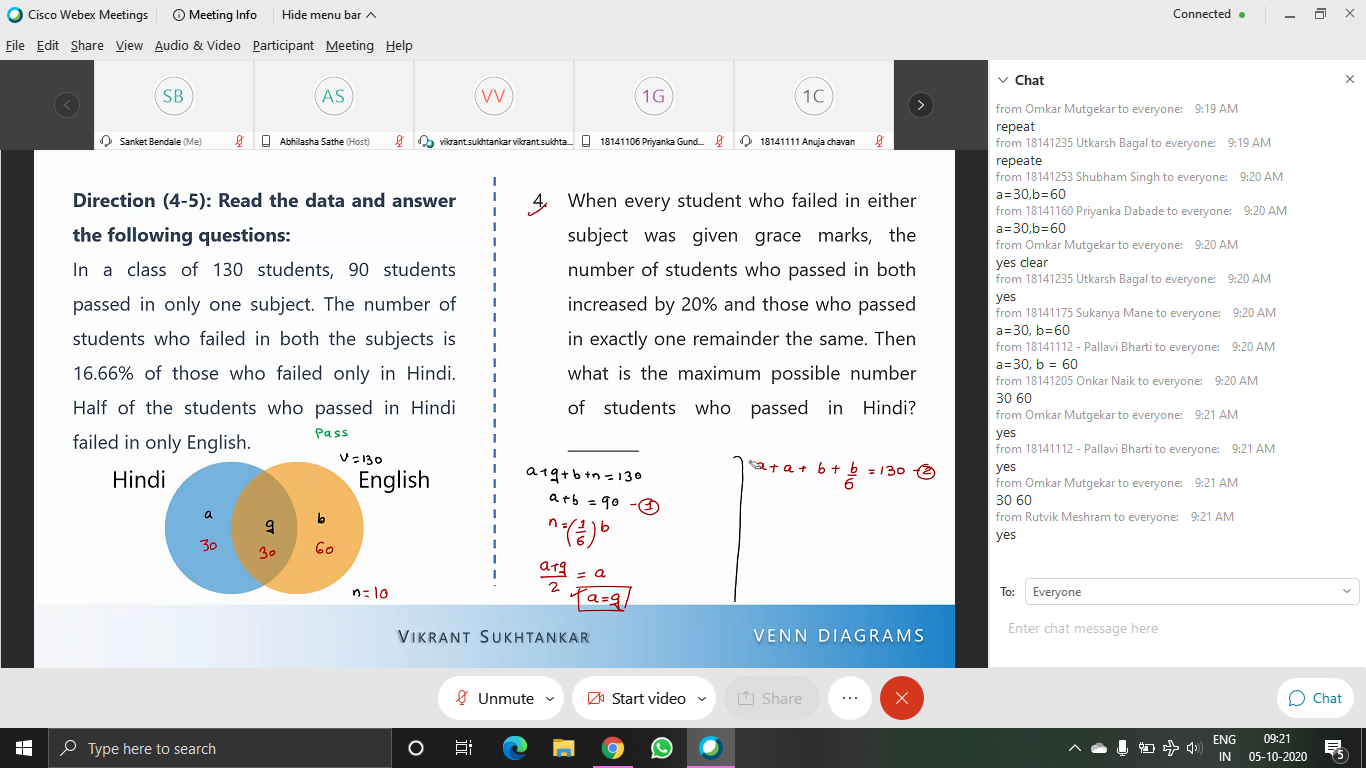 Cisco Webex Meetings
Meeting Info
Hide menu bar
Connected
File Edit Share View Audio & Video Participant Meeting Help
SB
AS
VV
1G
1C
Sanket Bendale (Me)
Abhilasha Sathe (Host)
vikrant.sukhtankar vikrant.sukhta...
18141106 Priyanka Gund...
18141111 Anuja chavan
Direction (4-5): Read the data and answer
the following questions:
In a class of 130 students, 90 students
passed in only one subject. The number of
students who failed in both the subjects is
16.66% of those who failed only in Hindi.
Half of the students who passed in Hindi
failed in only English.
Pass
U=130
Hindi
English
a
g
b
30
30
60
n=10
4. When every student who failed in either
subject was given grace marks, the
number of students who passed in both
increased by 20% and those who passed
in exactly one remainder the same. Then
what is the maximum possible number
of students who passed in Hindi?
a+g+b+n=130
a+b=90 -①
n=(1/6)b
a+g/2 = a
a=g
a+a+b+b/6=130-②
VIKRANT SUKHTANKAR
VENN DIAGRAMS
Chat
from Omkar Mutgekar to everyone: 9:19 AM
repeat
from 18141235 Utkarsh Bagal to everyone: 9:19 AM
repeate
from 18141253 Shubham Singh to everyone: 9:20 AM
a=30,b=60
from 18141160 Priyanka Dabade to everyone: 9:20 AM
a=30,b=60
from Omkar Mutgekar to everyone: 9:20 AM
yes clear
from 18141235 Utkarsh Bagal to everyone: 9:20 AM
yes
from 18141175 Sukanya Mane to everyone: 9:20 AM
a=30, b=60
from 18141112 - Pallavi Bharti to everyone: 9:20 AM
a=30, b = 60
from 18141205 Onkar Naik to everyone: 9:20 AM
30 60
from Omkar Mutgekar to everyone: 9:21 AM
yes
from 18141112 - Pallavi Bharti to everyone: 9:21 AM
yes
from Omkar Mutgekar to everyone: 9:21 AM
30 60
from Rutvik Meshram to everyone: 9:21 AM
yes
To: Everyone
Enter chat message here
Unmute
Start video
Share
Chat
Type here to search
ENG
IN
09:21
05-10-2020
5